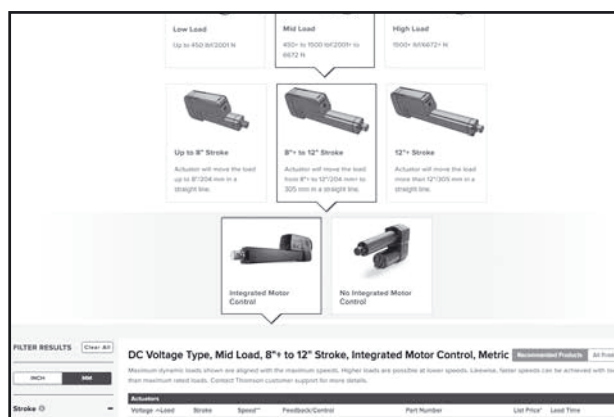 Low Load
Mid Load
High Load
Up to 450 lbf/2001 N
450+ to 1500 lbf/2001+ to
6672 N
1500+ lbf/6672+ N
Up to 8" Stroke
8"+ to 12" Stroke
12"+ Stroke
Actuator will move the load
up to 8"/204 mm in a
straight line.
Actuator will move the load
from 8"+ to 12"/204 mm+ to
305 mm in a straight line.
Actuator will move the load
more than 12"/305 mm in a
straight line.
Integrated Motor
Control
No Integrated Motor
Control
FILTER RESULTS
Clear All
INCH
MM
Stroke
DC Voltage Type, Mid Load, 8"+ to 12" Stroke, Integrated Motor Control, Metric
Recommended Products
All Prod
Maximum dynamic loads shown are aligned with the maximum speeds. Higher loads are possible at lower speeds. Likewise, faster speeds can be achieved with
than maximum rated loads. Contact Thomson customer support for more details.
Actuators
Voltage Load Stroke Speed** Feedback/Control Part Number List Price* Lead Time